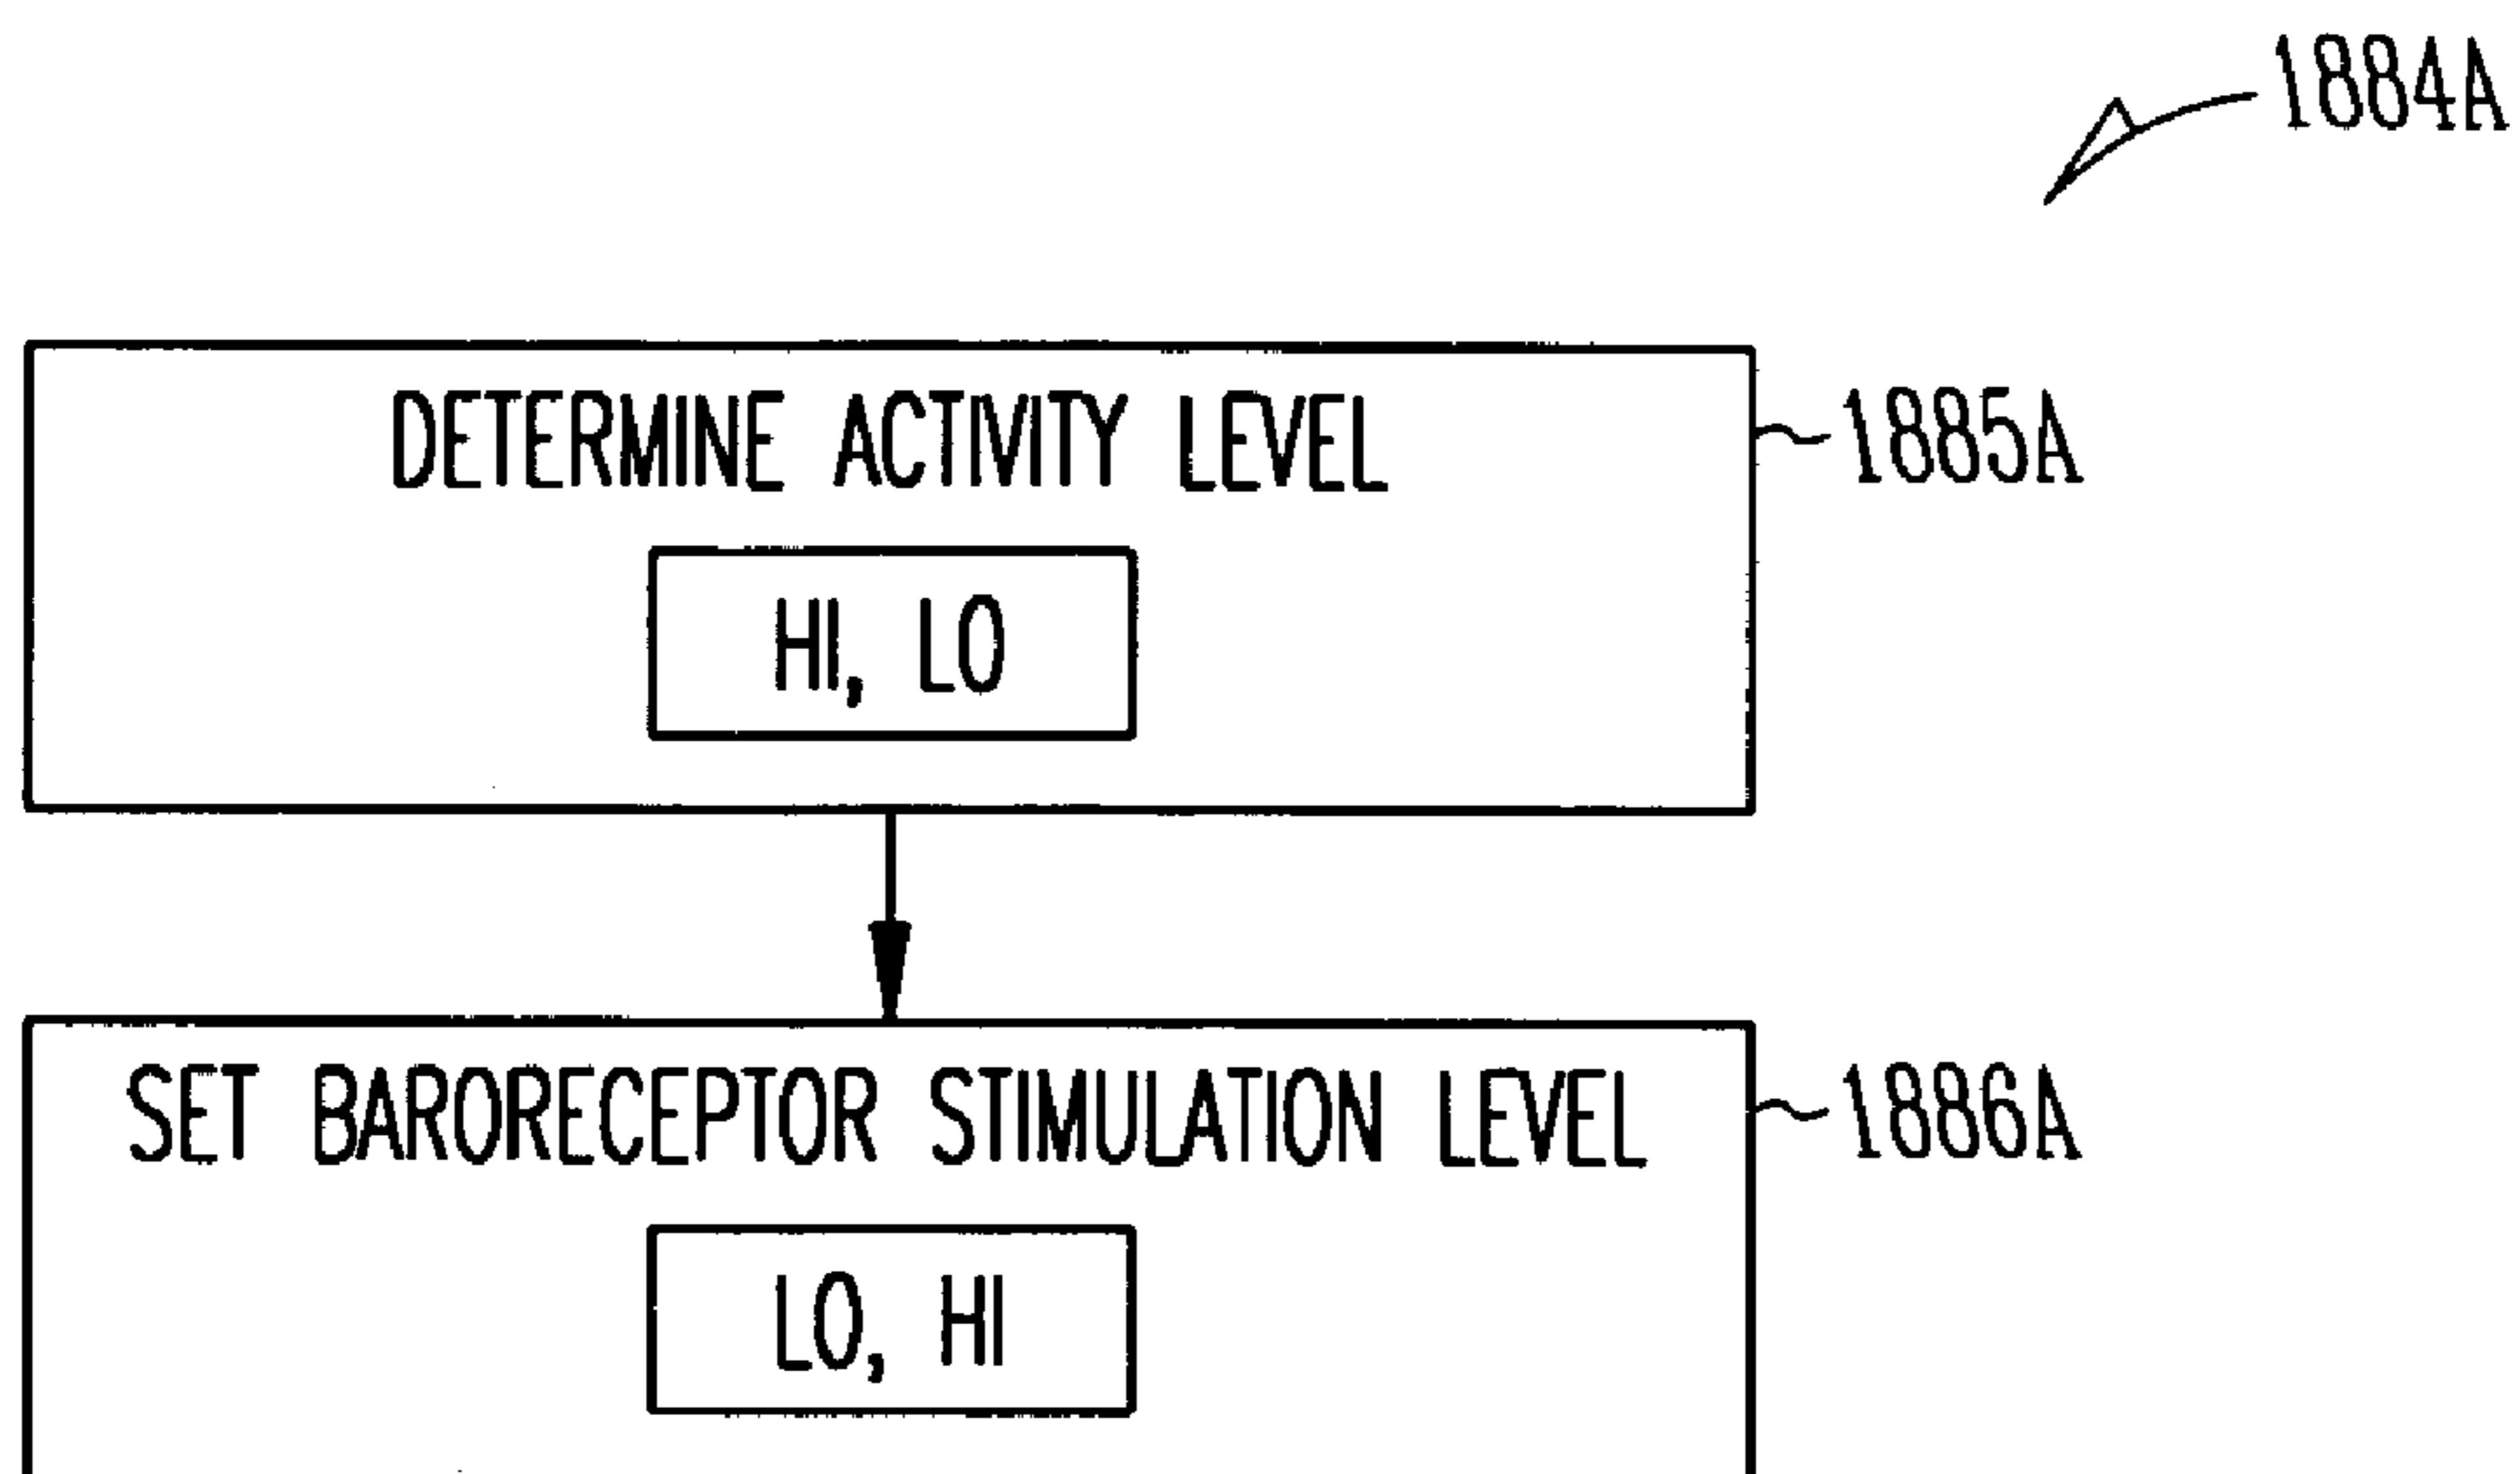 1884A
DETERMINE ACTIVITY LEVEL
1885A
HI, LO
SET BARORECEPTOR STIMULATION LEVEL
1886A
LO, HI